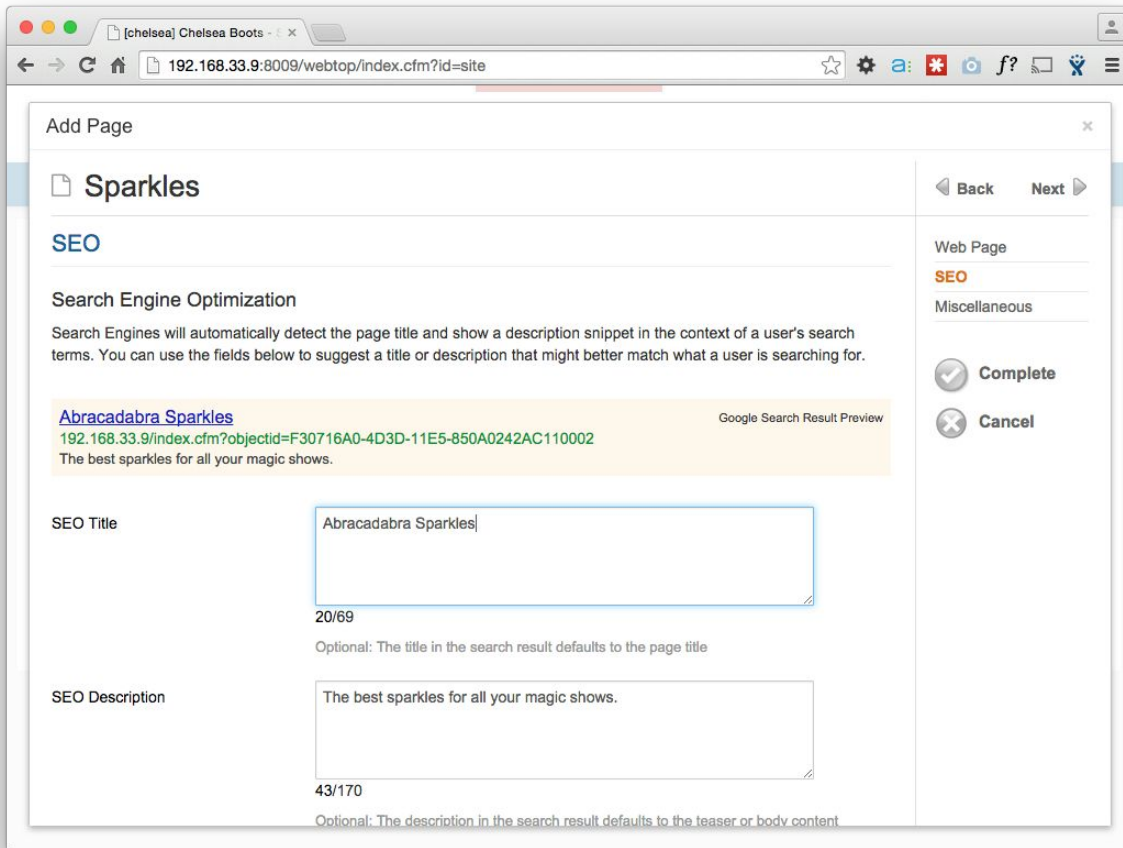 [chelsea] Chelsea Boots -
192.168.33.9:8009/webtop/index.cfm?id=site
a:
f?
Add Page
Sparkles
Back
Next
SEO
Web Page
SEO
Search Engine Optimization
Miscellaneous
Search Engines will automatically detect the page title and show a description snippet in the context of a user's search
terms. You can use the fields below to suggest a title or description that might better match what a user is searching for.
Complete
Abracadabra Sparkles
Google Search Result Preview
192.168.33.9/index.cfm?objectid=F30716A0-4D3D-11E5-850A0242AC110002
The best sparkles for all your magic shows.
Cancel
SEO Title
Abracadabra Sparkles
20/69
Optional: The title in the search result defaults to the page title
SEO Description
The best sparkles for all your magic shows.
43/170
Optional: The description in the search result defaults to the teaser or body content